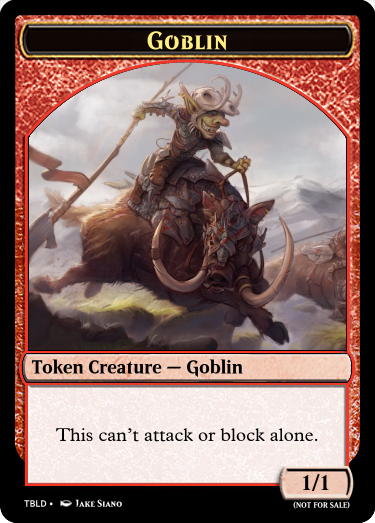 Goblin
Token Creature — Goblin
This can't attack or block alone.
1/1
TBLD • Jake Siano
(NOT FOR SALE)